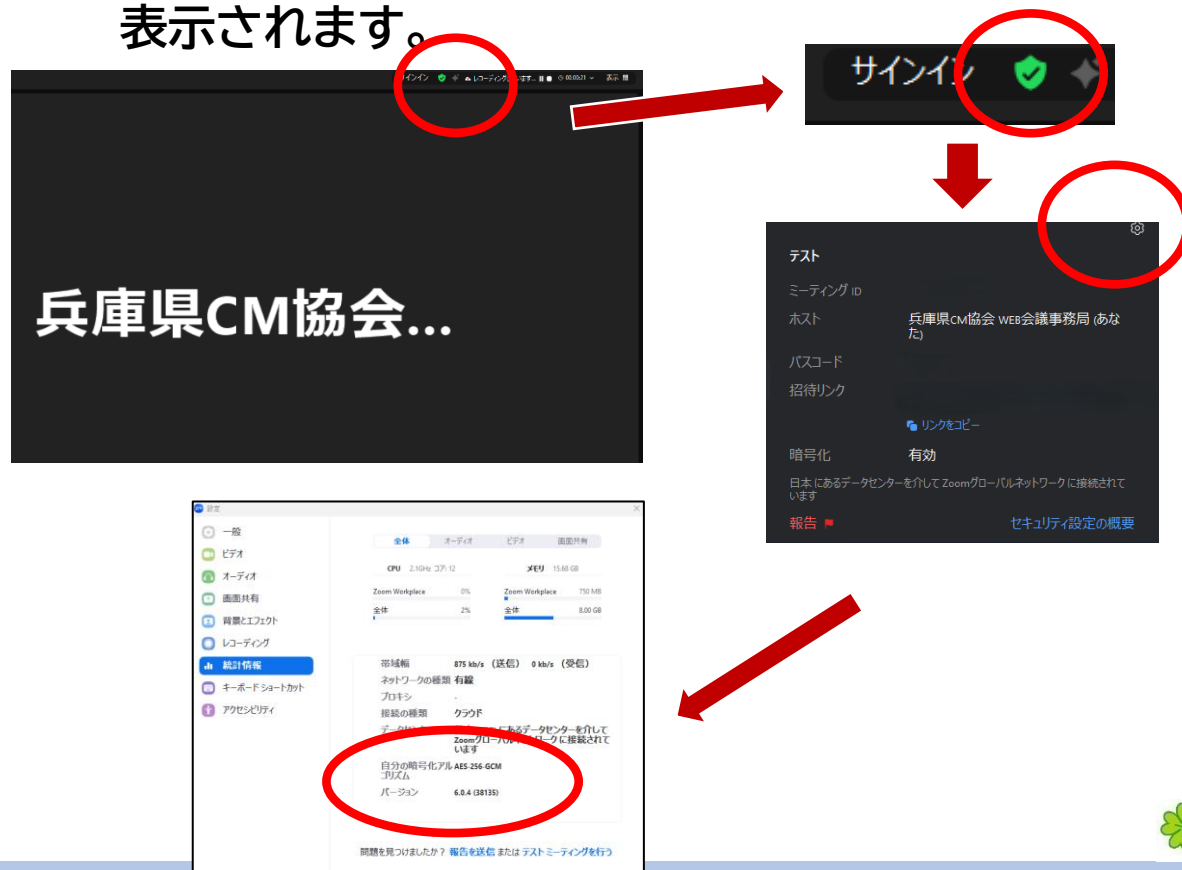 表示されます。
サインイン
レコーディング
00:00:21
表示
兵庫県CM協会...
サインイン
テスト
ミーティング ID
ホスト
兵庫県CM協会 WEB会議事務局 (あな
た)
パスコード
招待リンク
リンクをコピー
暗号化 有効
日本 にあるデータセンターを介して Zoomグローバルネットワーク に接続されて
います
報告 セキュリティ設定の概要
設定
一般
ビデオ
オーディオ
画面共有
背景とエフェクト
レコーディング
統計情報
キーボード ショートカット
アクセシビリティ
全体 オーディオ ビデオ 画面共有
CPU 2.1GHz コア: 12 メモリ 15.68 GB
Zoom Workplace 0% Zoom Workplace 750 MB
全体 2% 全体 8.00 GB
帯域幅 875 kb/s (送信) 0 kb/s (受信)
ネットワークの種類 有線
プロキシ -
接続の種類 クラウド
にあるデータセンターを介して
Zoomグローバルネットワーク に接続されて
います
自分の暗号化アル AES-256-GCM
ゴリズム
バージョン 6.0.4 (38135)
問題を見つけましたか? 報告を送信 または テスト ミーティングを行う